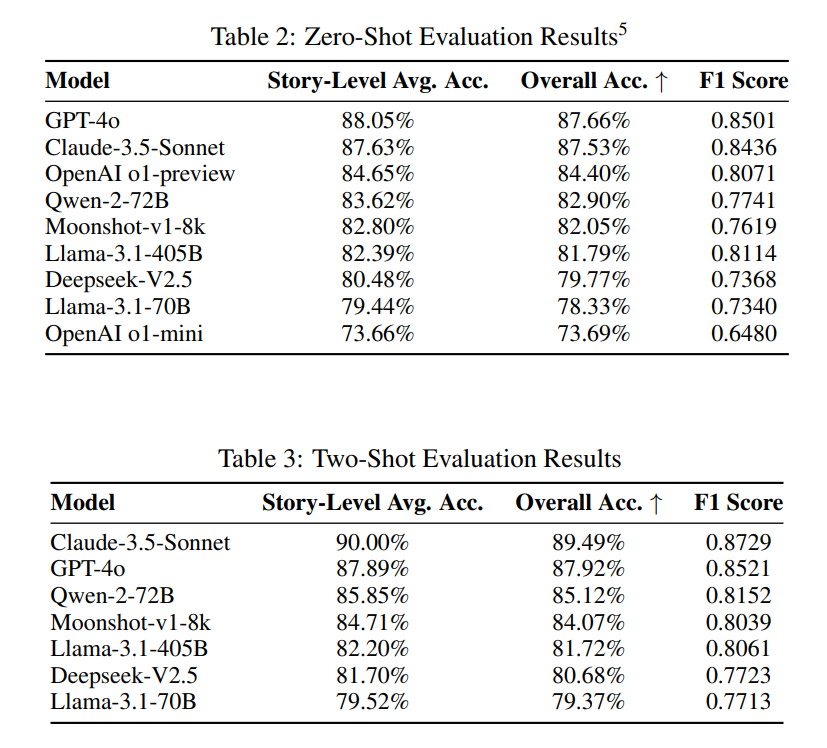 Table 2: Zero-Shot Evaluation Results5
Model Story-Level Avg. Acc. Overall Acc. ↑ F1 Score
GPT-4o 88.05% 87.66% 0.8501
Claude-3.5-Sonnet 87.63% 87.53% 0.8436
OpenAI o1-preview 84.65% 84.40% 0.8071
Qwen-2-72B 83.62% 82.90% 0.7741
Moonshot-v1-8k 82.80% 82.05% 0.7619
Llama-3.1-405B 82.39% 81.79% 0.8114
Deepseek-V2.5 80.48% 79.77% 0.7368
Llama-3.1-70B 79.44% 78.33% 0.7340
OpenAI o1-mini 73.66% 73.69% 0.6480
Table 3: Two-Shot Evaluation Results
Model Story-Level Avg. Acc. Overall Acc. ↑ F1 Score
Claude-3.5-Sonnet 90.00% 89.49% 0.8729
GPT-4o 87.89% 87.92% 0.8521
Qwen-2-72B 85.85% 85.12% 0.8152
Moonshot-v1-8k 84.71% 84.07% 0.8039
Llama-3.1-405B 82.20% 81.72% 0.8061
Deepseek-V2.5 81.70% 80.68% 0.7723
Llama-3.1-70B 79.52% 79.37% 0.7713